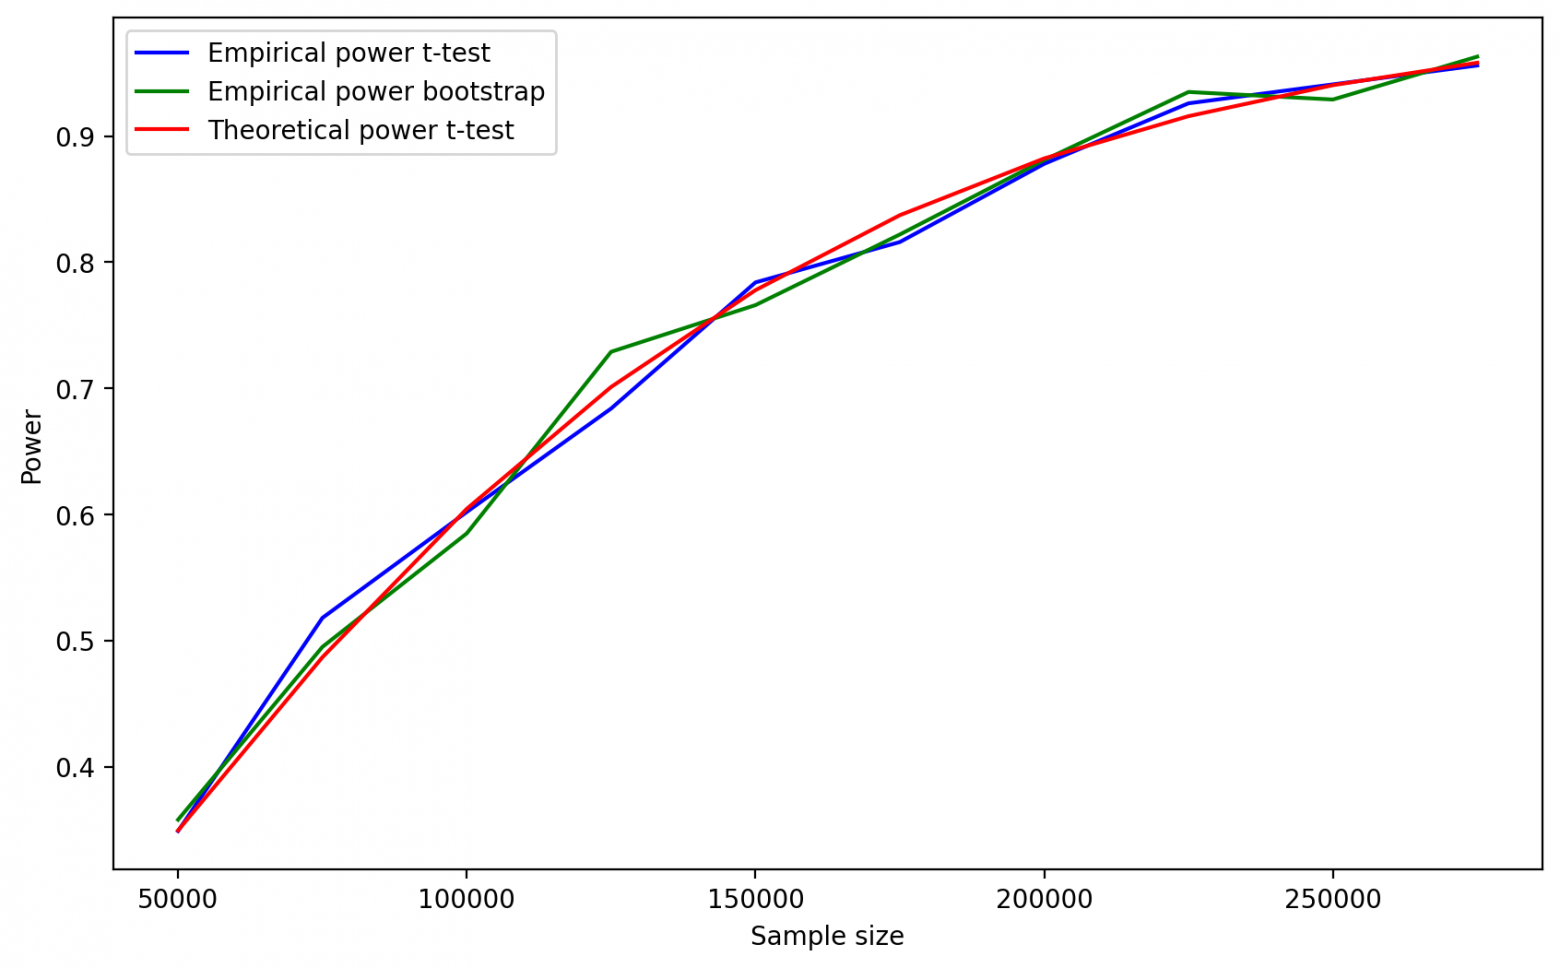 Empirical power t-test
Empirical power bootstrap
Theoretical power t-test
0.9
0.8
0.7
0.6
0.5
0.4
Power
50000
100000
150000
200000
250000
Sample size